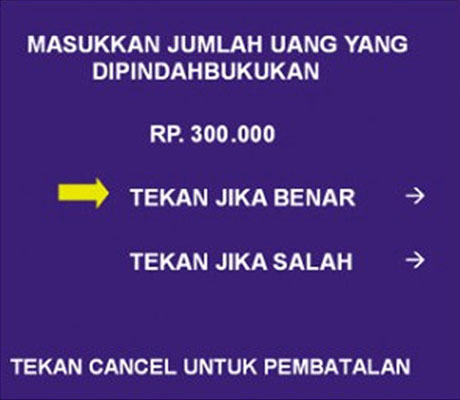 MASUKKAN JUMLAH UANG YANG
DIPINDAHBUKUKAN
RP. 300.000
TEKAN JIKA BENAR →
TEKAN JIKA SALAH →
TEKAN CANCEL UNTUK PEMBATALAN